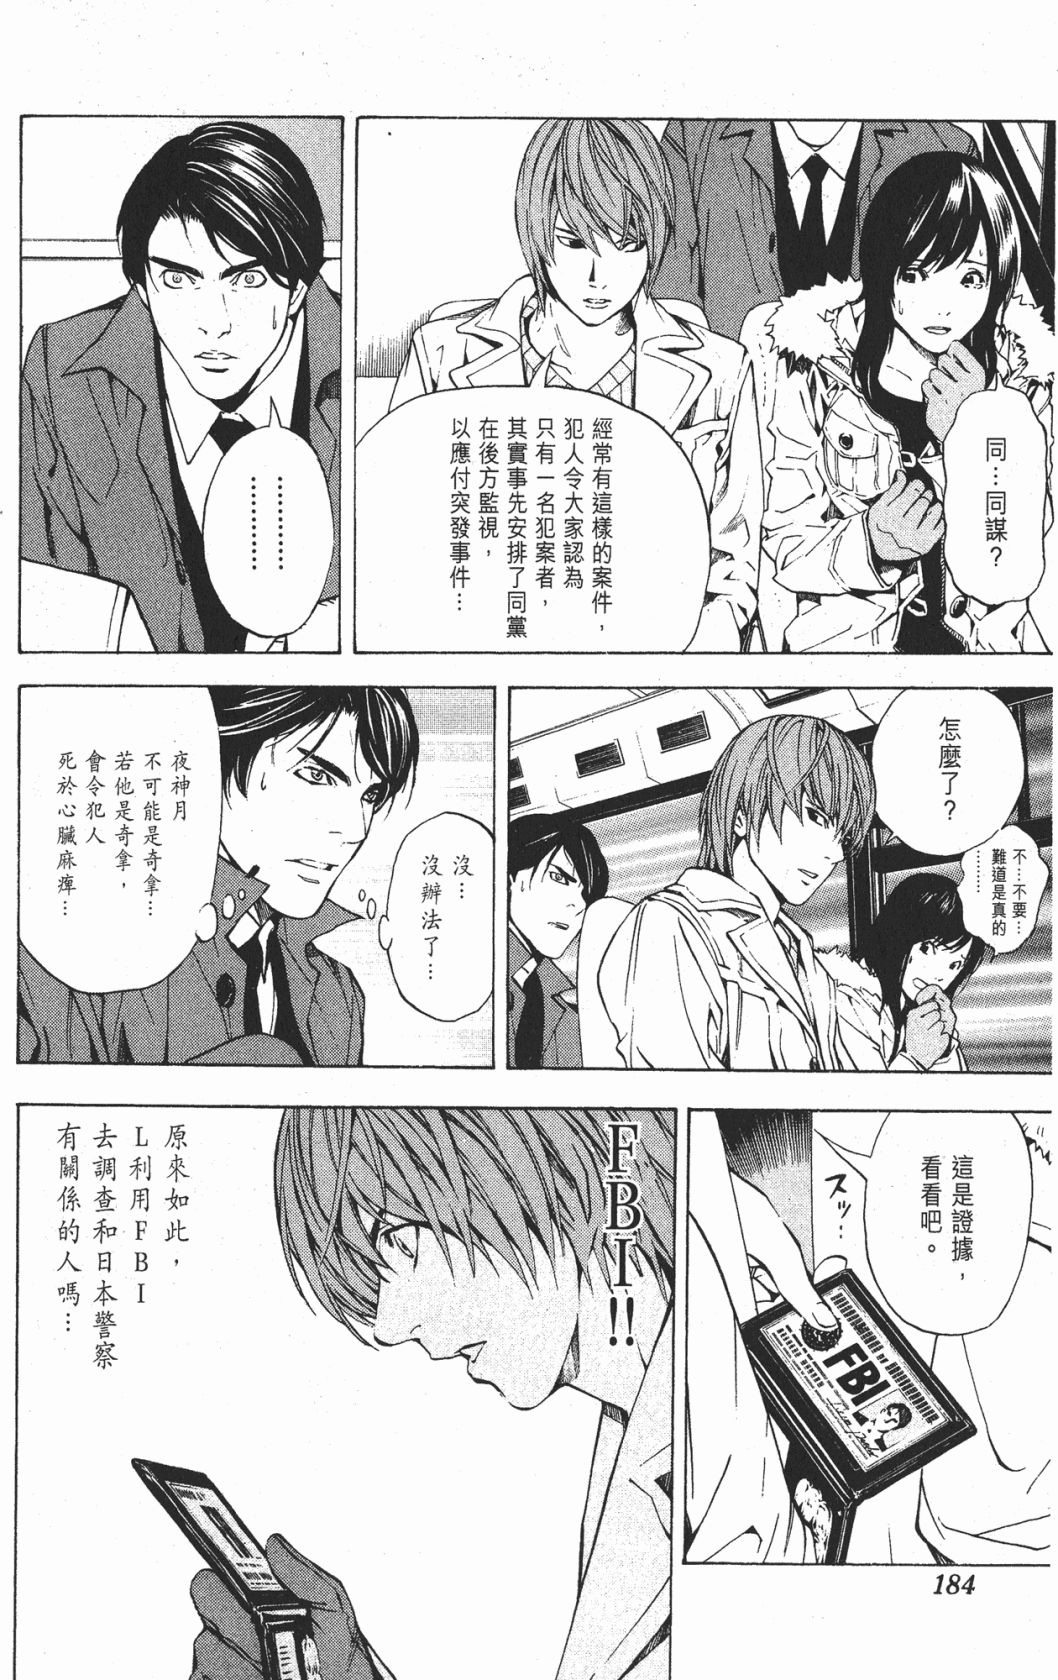 同…同謀？
經常有這樣的案件，
犯人令大家認為
只有一名犯案者，
其實事先安排了同黨
在後方監視，
以應付突發事件…
…………
…………
怎麼了？
不…不要…
難道是真的
………
沒…
沒辦法了…
夜神月
不可能是奇拿…
若他是奇拿，
會令犯人
死於心臟麻痺…
這是證據，
看看吧。
スッ…
FBI
FBI!!
原來如此，
L利用FBI
去調查和日本警察
有關係的人嗎…
184